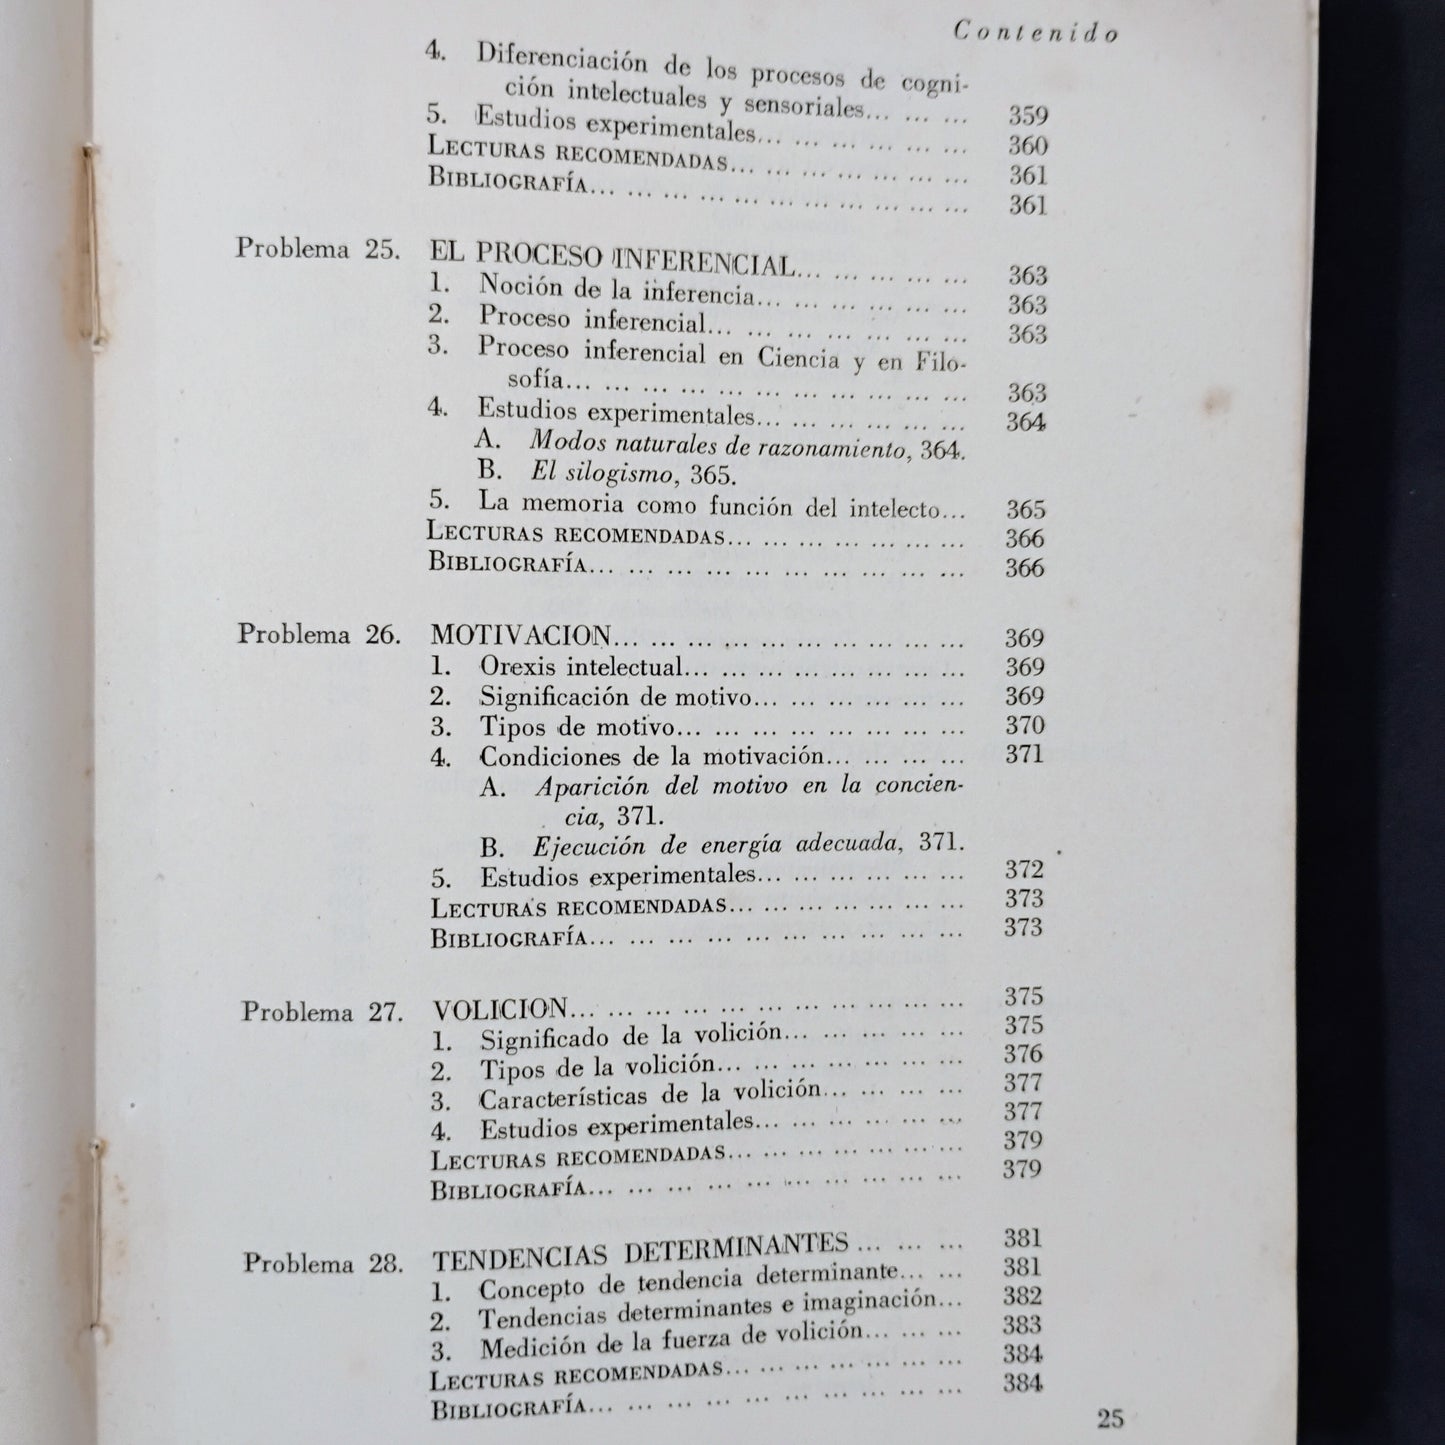 Contenido
4. Diferenciación de los procesos de cogni-
ción intelectuales y sensoriales... ... ... 359
5. Estudios experimentales... ... ... ... ... ... 360
LECTURAS RECOMENDADAS... ... ... ... ... ... ... 361
BIBLIOGRAFÍA... ... ... ... ... ... ... ... ... ... ... 361
Problema 25. EL PROCESO INFERENCIAL... ... ... ... ... 363
1. Noción de la inferencia... ... ... ... ... ... 363
2. Proceso inferencial... ... ... ... ... ... ... 363
3. Proceso inferencial en Ciencia y en Filo-
sofía... ... ... ... ... ... ... ... ... ... ... 363
4. Estudios experimentales... ... ... ... ... ... 364
A. Modos naturales de razonamiento, 364.
B. El silogismo, 365.
5. La memoria como función del intelecto... 365
LECTURAS RECOMENDADAS... ... ... ... ... ... ... 366
BIBLIOGRAFÍA... ... ... ... ... ... ... ... ... ... 366
Problema 26. MOTIVACION... ... ... ... ... ... ... ... ... ... 369
1. Orexis intelectual... ... ... ... ... ... ... ... 369
2. Significación de motivo... ... ... ... ... ... 369
3. Tipos de motivo... ... ... ... ... ... ... ... 370
4. Condiciones de la motivación... ... ... ... 371
A. Aparición del motivo en la concien-
cia, 371.
B. Ejecución de energía adecuada, 371.
5. Estudios experimentales... ... ... ... ... ... 372
LECTURAS RECOMENDADAS... ... ... ... ... ... ... 373
BIBLIOGRAFÍA... ... ... ... ... ... ... ... ... ... 373
Problema 27. VOLICION... ... ... ... ... ... ... ... ... ... ... 375
1. Significado de la volición... ... ... ... ... 375
2. Tipos de la volición... ... ... ... ... ... ... 376
3. Características de la volición... ... ... ... 377
4. Estudios experimentales... ... ... ... ... ... 377
LECTURAS RECOMENDADAS... ... ... ... ... ... ... 379
BIBLIOGRAFÍA... ... ... ... ... ... ... ... ... ... 379
Problema 28. TENDENCIAS DETERMINANTES ... ... ... 381
1. Concepto de tendencia determinante... ... 381
2. Tendencias determinantes e imaginación... 382
3. Medición de la fuerza de volición... ... ... 383
LECTURAS RECOMENDADAS... ... ... ... ... ... ... 384
BIBLIOGRAFÍA... ... ... ... ... ... ... ... ... ... 384
25